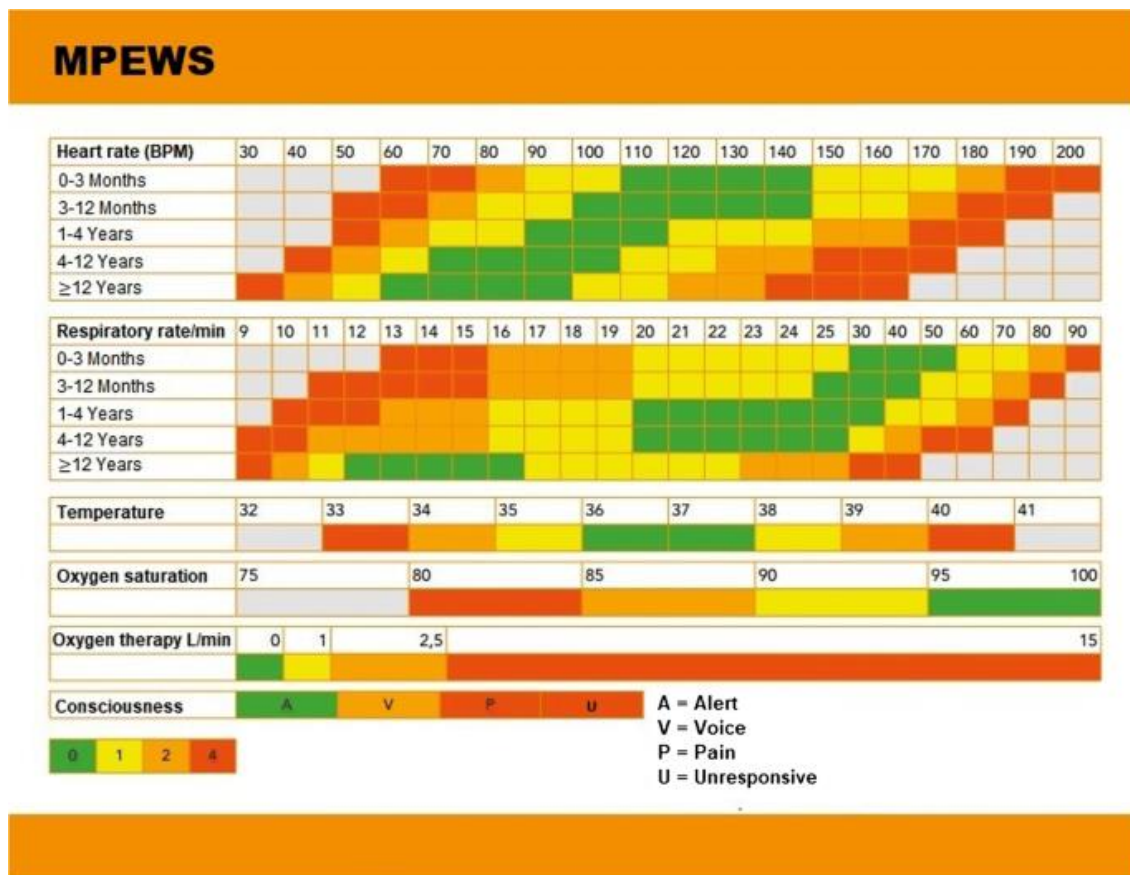 MPEWS
Heart rate (BPM) 30 40 50 60 70 80 90 100 110 120 130 140 150 160 170 180 190 200
0-3 Months
3-12 Months
1-4 Years
4-12 Years
≥12 Years
Respiratory rate/min 9 10 11 12 13 14 15 16 17 18 19 20 21 22 23 24 25 30 40 50 60 70 80 90
0-3 Months
3-12 Months
1-4 Years
4-12 Years
≥12 Years
Temperature 32 33 34 35 36 37 38 39 40 41
Oxygen saturation 75 80 85 90 95 100
Oxygen therapy L/min 0 1 2,5 15
Consciousness A V P U
A = Alert
V = Voice
P = Pain
U = Unresponsive
0 1 2 4